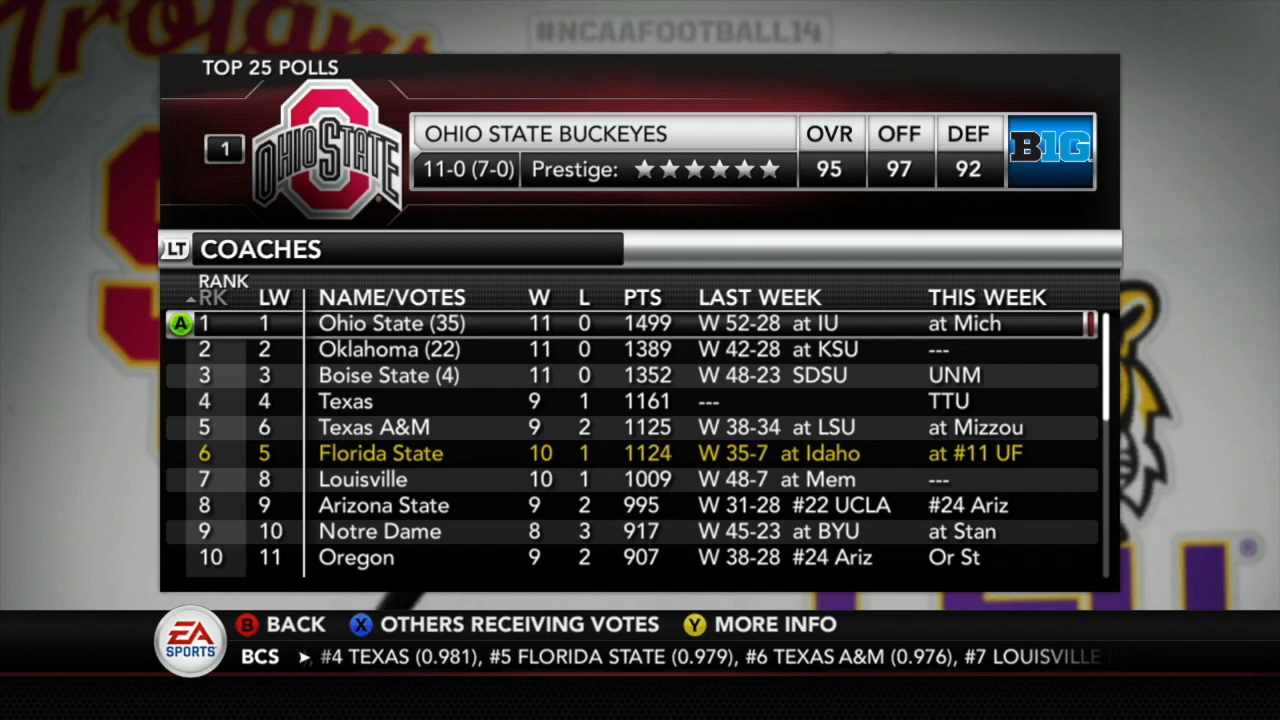 Trojans
#NCAAFOOTBALL14
TOP 25 POLLS
1
OHIO STATE
OHIO STATE BUCKEYES OVR OFF DEF B1G
11-0 (7-0) Prestige: 95 97 92
LT COACHES
RANK
RK LW NAME/VOTES W L PTS LAST WEEK THIS WEEK
A 1 1 Ohio State (35) 11 0 1499 W 52-28 at IU at Mich
2 2 Oklahoma (22) 11 0 1389 W 42-28 at KSU ---
3 3 Boise State (4) 11 0 1352 W 48-23 SDSU UNM
4 4 Texas 9 1 1161 --- TTU
5 6 Texas A&M 9 2 1125 W 38-34 at LSU at Mizzou
6 5 Florida State 10 1 1124 W 35-7 at Idaho at #11 UF
7 8 Louisville 10 1 1009 W 48-7 at Mem ---
8 9 Arizona State 9 2 995 W 31-28 #22 UCLA #24 Ariz
9 10 Notre Dame 8 3 917 W 45-23 at BYU at Stan
10 11 Oregon 9 2 907 W 38-28 #24 Ariz Or St
EA SPORTS
B BACK X OTHERS RECEIVING VOTES Y MORE INFO
BCS #4 TEXAS (0.981), #5 FLORIDA STATE (0.979), #6 TEXAS A&M (0.976), #7 LOUISVILLE